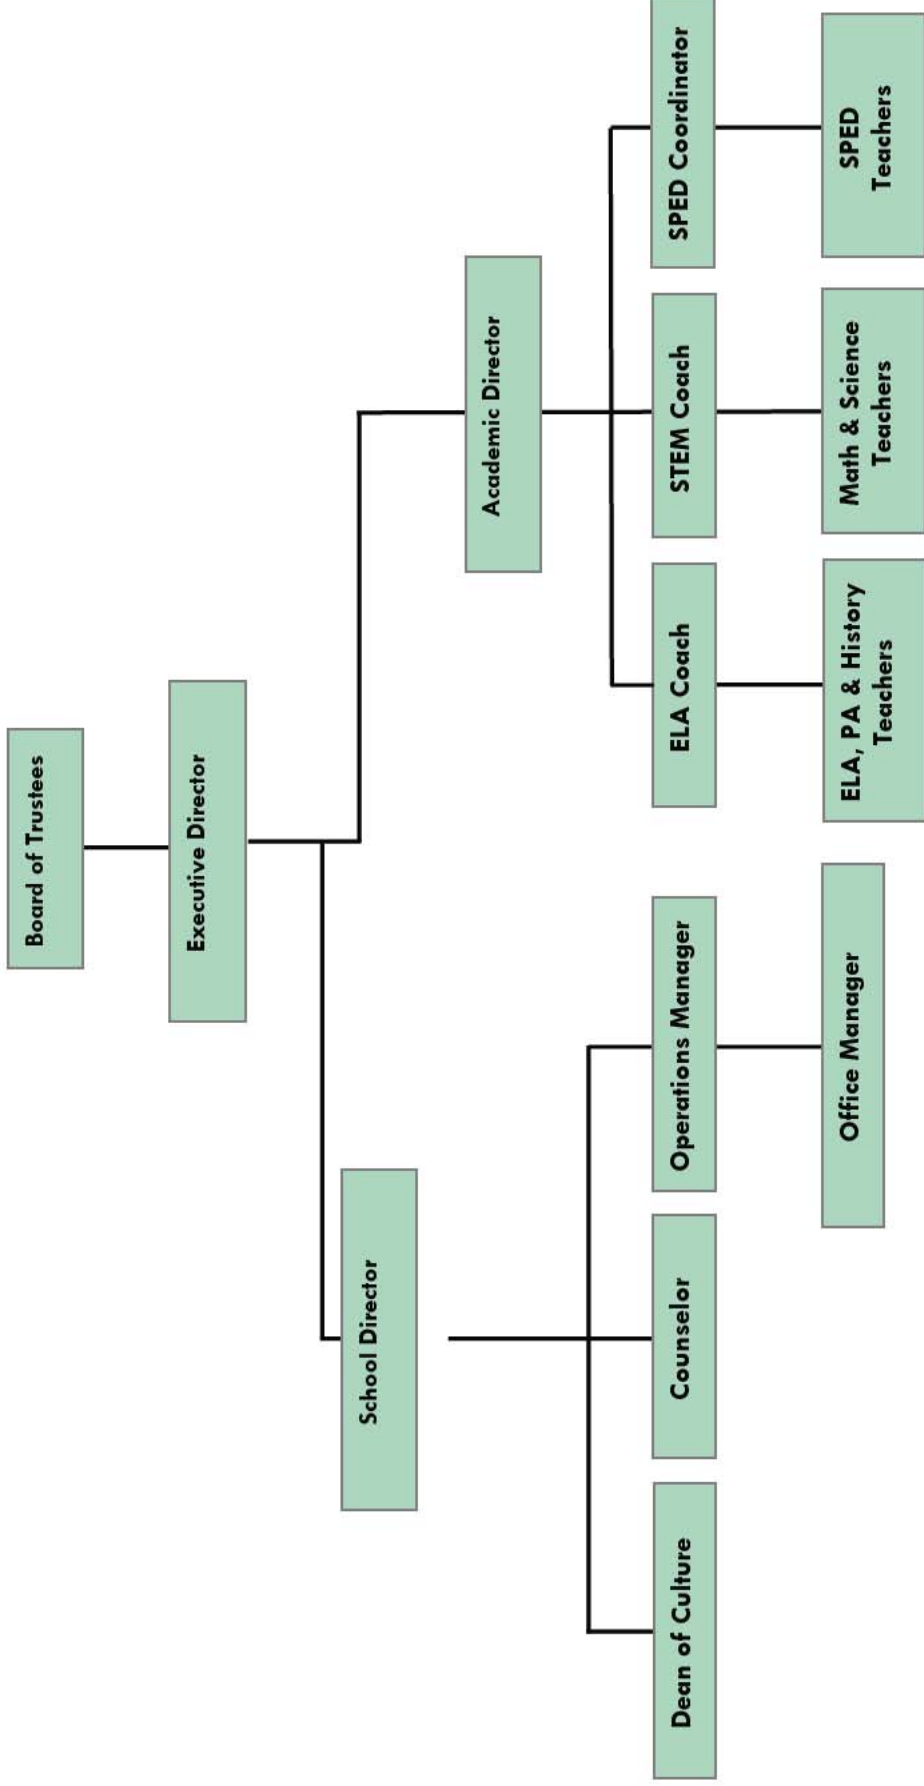 Board of Trustees
Executive Director
School Director
Academic Director
Dean of Culture
Counselor
Operations Manager
ELA Coach
STEM Coach
SPED Coordinator
Office Manager
ELA, PA & History
Teachers
Math & Science
Teachers
SPED
Teachers